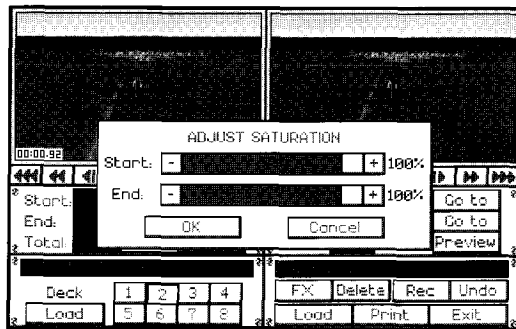 00:00.92
ADJUST SATURATION
Start: - + 100%
End: - + 100%
OK Cancel
Start: Go to
End: Go to
Total: Preview
Deck 1 2 3 4
Load 5 6 7 8
FX Delete Rec Undo
Load Print Exit